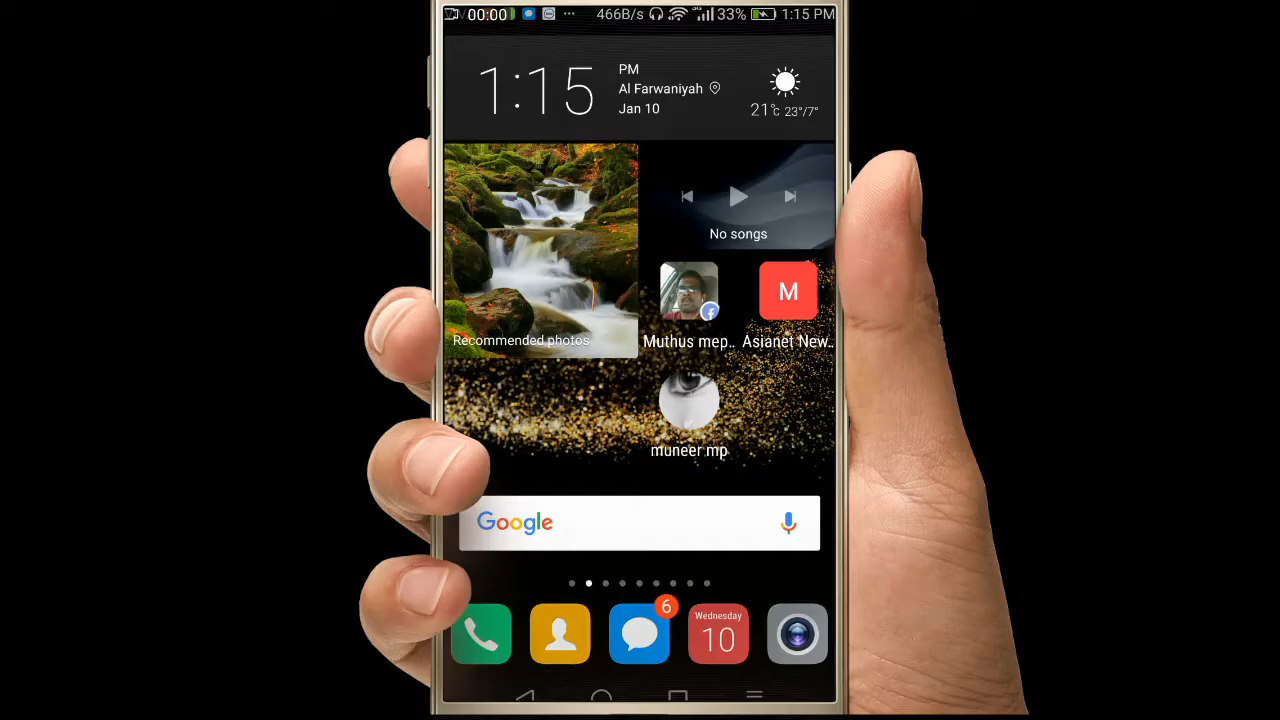 00:00 466B/s 3G 33% 1:15 PM
1:15
PM
Al Farwaniyah
Jan 10
21°C 23°/7°
No songs
Recommended photos
M
Muthus mep.. Asianet New..
muneer mp
Google
6
Wednesday
10